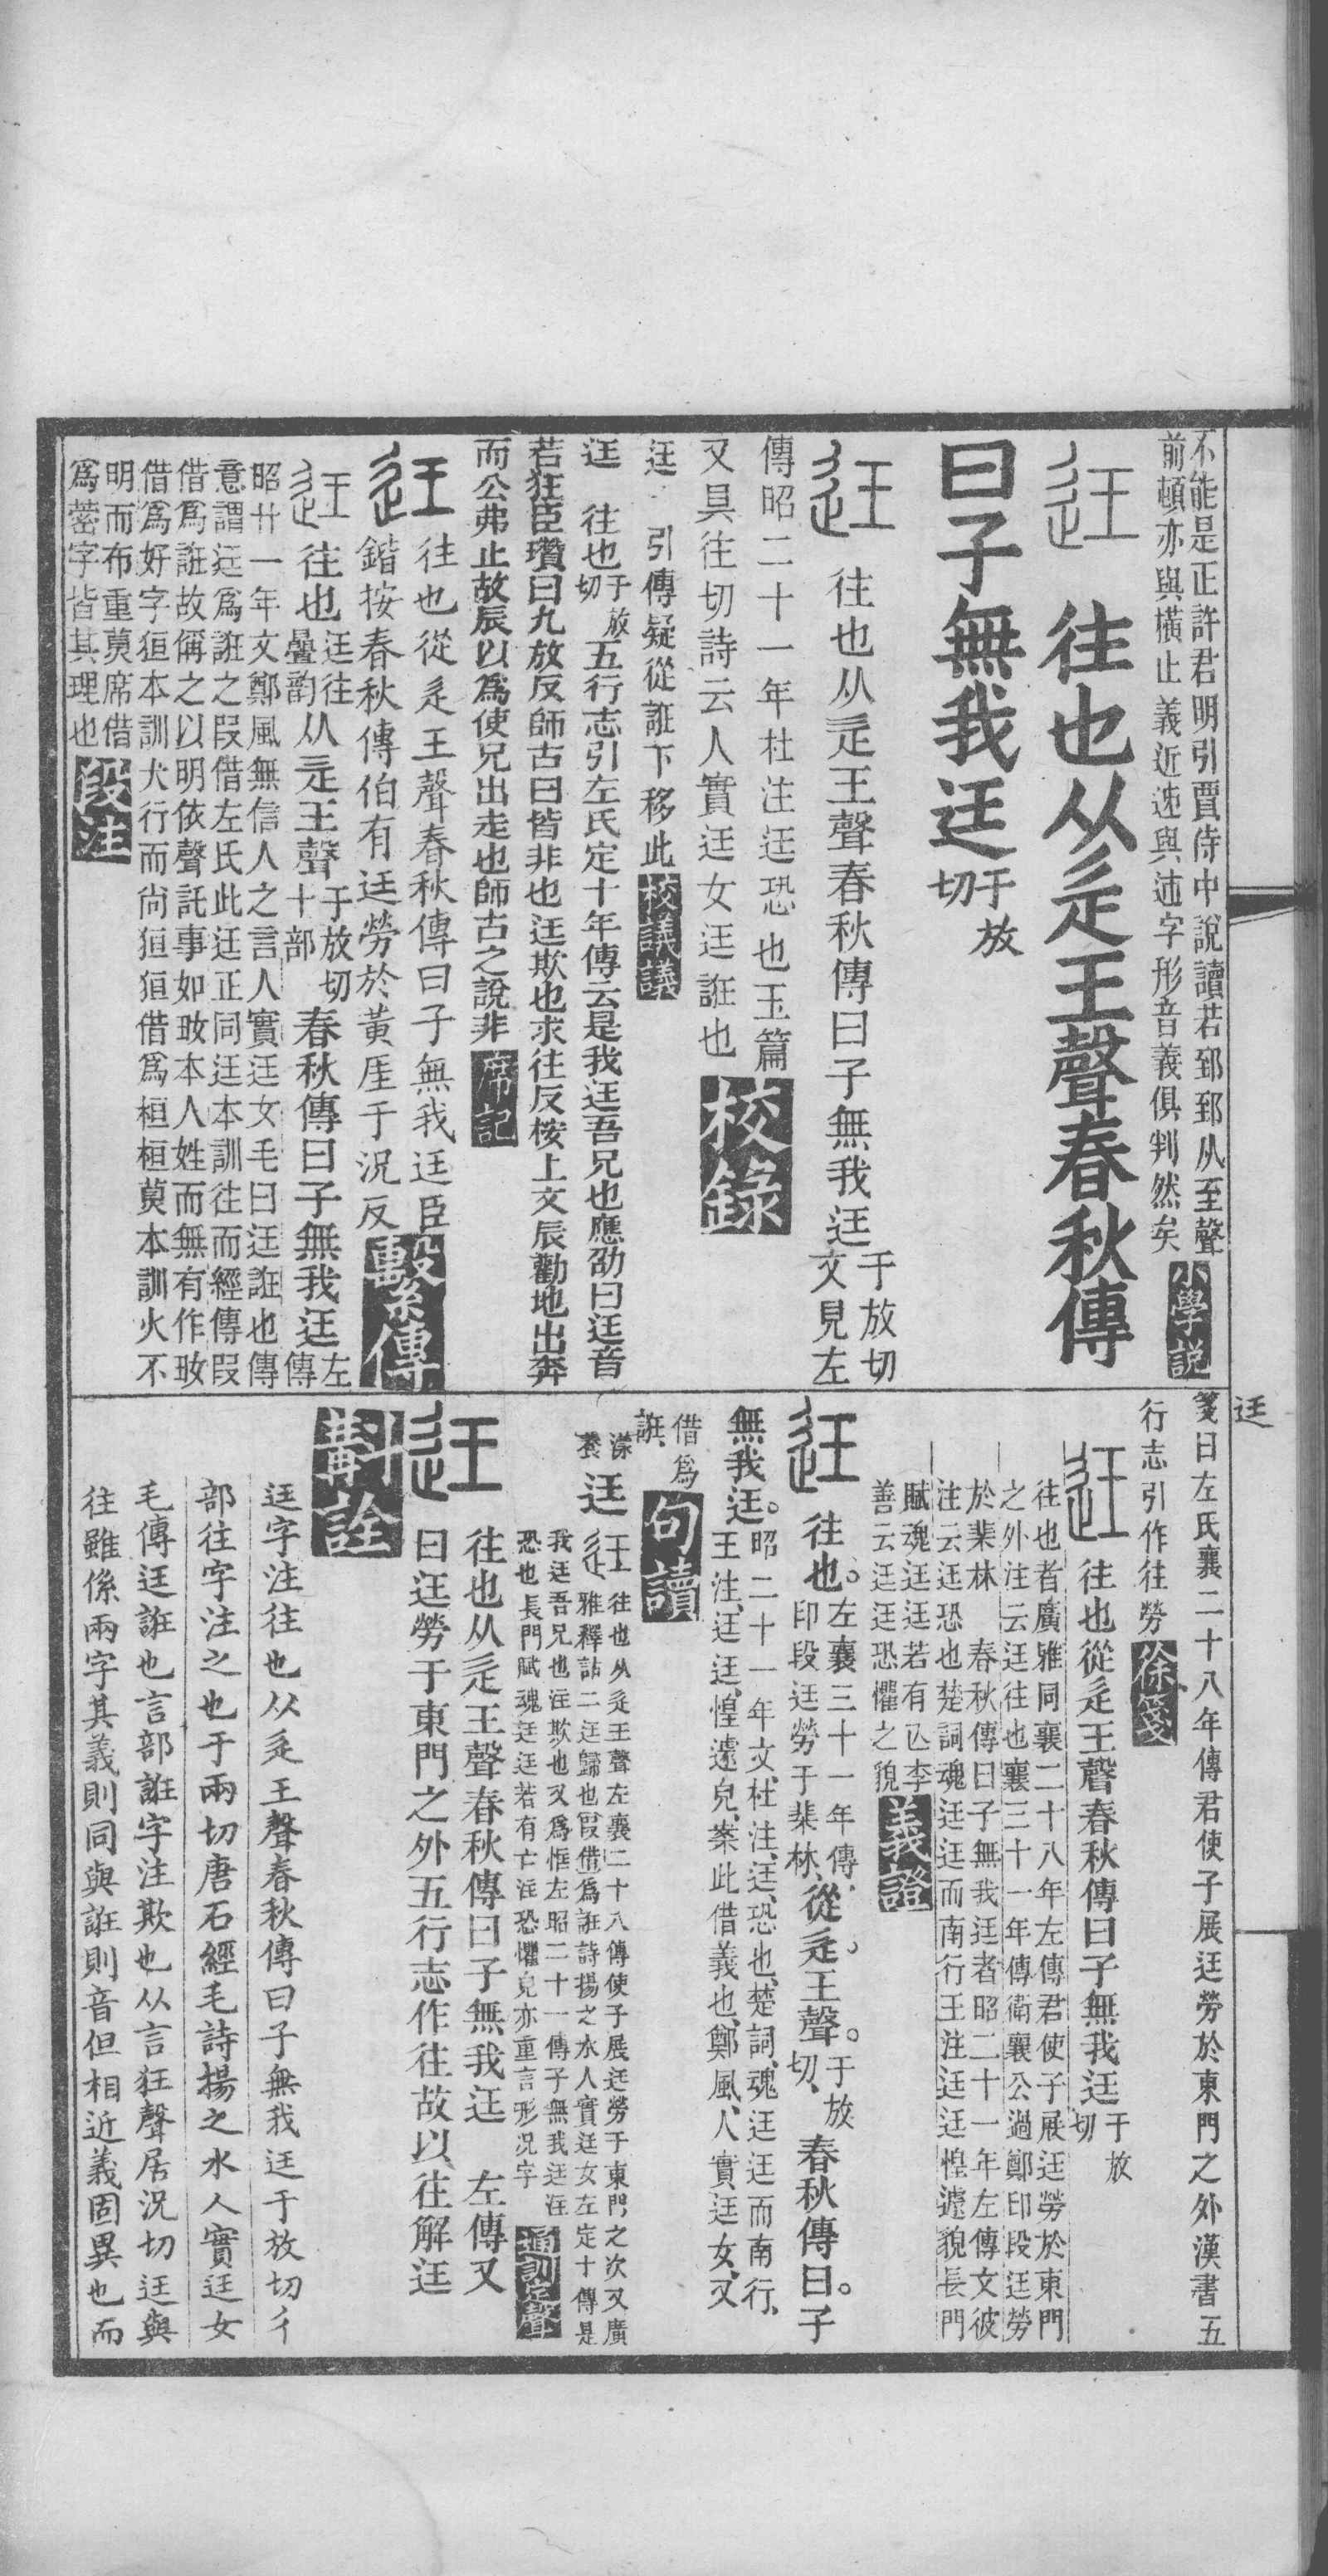 不能是正許君明引賈侍中說讀若郅郅从至聲
前頓亦與橫止義近迣與迾字形音義俱判然矣
小學説
往也从辵王聲春秋傳
曰子無我迋于放切
往也从辵王聲春秋傳曰子無我迋于放切文見左
傳昭二十一年杜注迋恐也玉篇
又具往切詩云人實迋女迋誑也校錄
迋 引傳疑從誑下移此校議議
迋 往也于放切五行志引左氏定十年傳云是我迋吾兄也應劭曰迋音
若狂臣瓚曰九放反師古曰皆非也迋欺也求往反桉上文辰勸地出奔
而公弗止故辰以爲使兄出走也師古之說非席記
往也從辵王聲春秋傳曰子無我迋臣
鍇按春秋傳伯有迋勞於黃厓于況反繫傳
往也迋往疊韵从辵王聲于放切十部春秋傳曰子無我迋左傳
昭廿一年文鄭風無信人之言人實迋女毛曰迋誑也傳
意謂迋爲誑之叚借左氏此迋正同迋本訓往而經傳叚
借爲誑故偁之以明依聲託事如㺿本人姓而無有作㺿
借爲好字狟本訓犬行而尙狟狟借爲桓桓莫本訓火不
明而布重莫席借
爲蔤字皆其理也段注
迋
箋曰左氏襄二十八年傳君使子展迋勞於東門之外漢書五
行志引作往勞徐箋
往也從辵王聲春秋傳曰子無我迋于放切
往也者廣雅同襄二十八年左傳君使子展迋勞於東門
之外注云迋往也襄三十一年傳衛襄公過鄭印段迋勞
於棐林 春秋傳曰子無我迋者昭二十一年左傳文彼
注云迋恐也楚詞魂迋迋而南行王注迋迋惶遽貌長門
賦魂迋迋若有亾李
善云迋迋恐懼之貌義證
往也。左襄三十一年傳、印段迋勞于棐林、從辵、王聲。于放切、春秋傳曰。子
無我迋。昭二十一年文、杜注、迋、恐也、楚詞、魂迋迋而南行、
王注、迋迋、惶遽皃、案此借義也、鄭風、人實迋女、又
借爲
誑、句讀
迋
往也从辵王聲左襄二十八傳使子展迋勞于東門之次又廣
雅釋詁二迋歸也叚借爲誑詩揚之水人實迋女左定十傳是
我迋吾兄也注欺也又爲恇左昭二十一傳子無我迋注
恐也長門賦魂迋迋若有亡注恐懼皃亦重言形況字通訓定聲
往也从辵王聲春秋傳曰子無我迋 左傳又
曰迋勞于東門之外五行志作往故以往解迋
斠詮
迋字注往也从辵王聲春秋傳曰子無我迋于放切彳
部往字注之也于兩切唐石經毛詩揚之水人實迋女
毛傳迋誑也言部誑字注欺也从言狂聲居況切迋與
往雖係兩字其義則同與誑則音但相近義固異也而